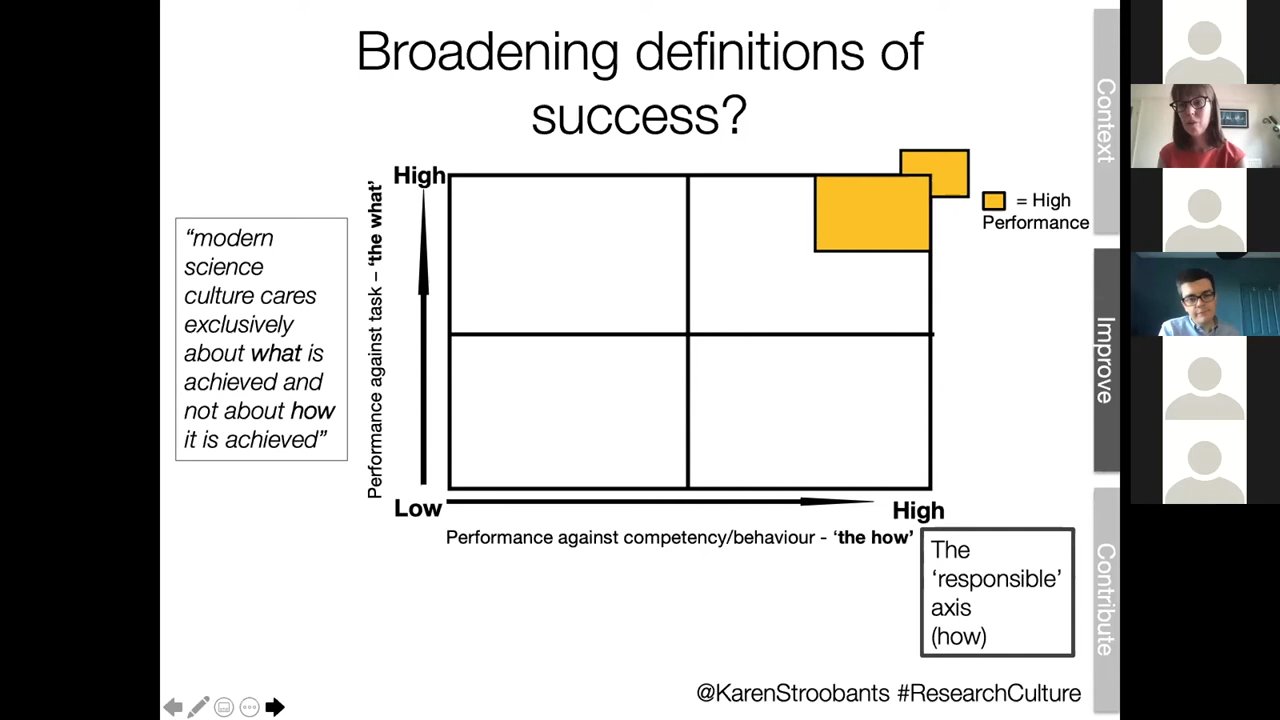 Broadening definitions of
success?
High
Performance against task – ‘the what’
“modern
science
culture cares
exclusively
about what is
achieved and
not about how
it is achieved”
= High
Performance
Low
High
Performance against competency/behaviour - ‘the how’
The
‘responsible’
axis
(how)
Context
Improve
Contribute
@KarenStroobants #ResearchCulture